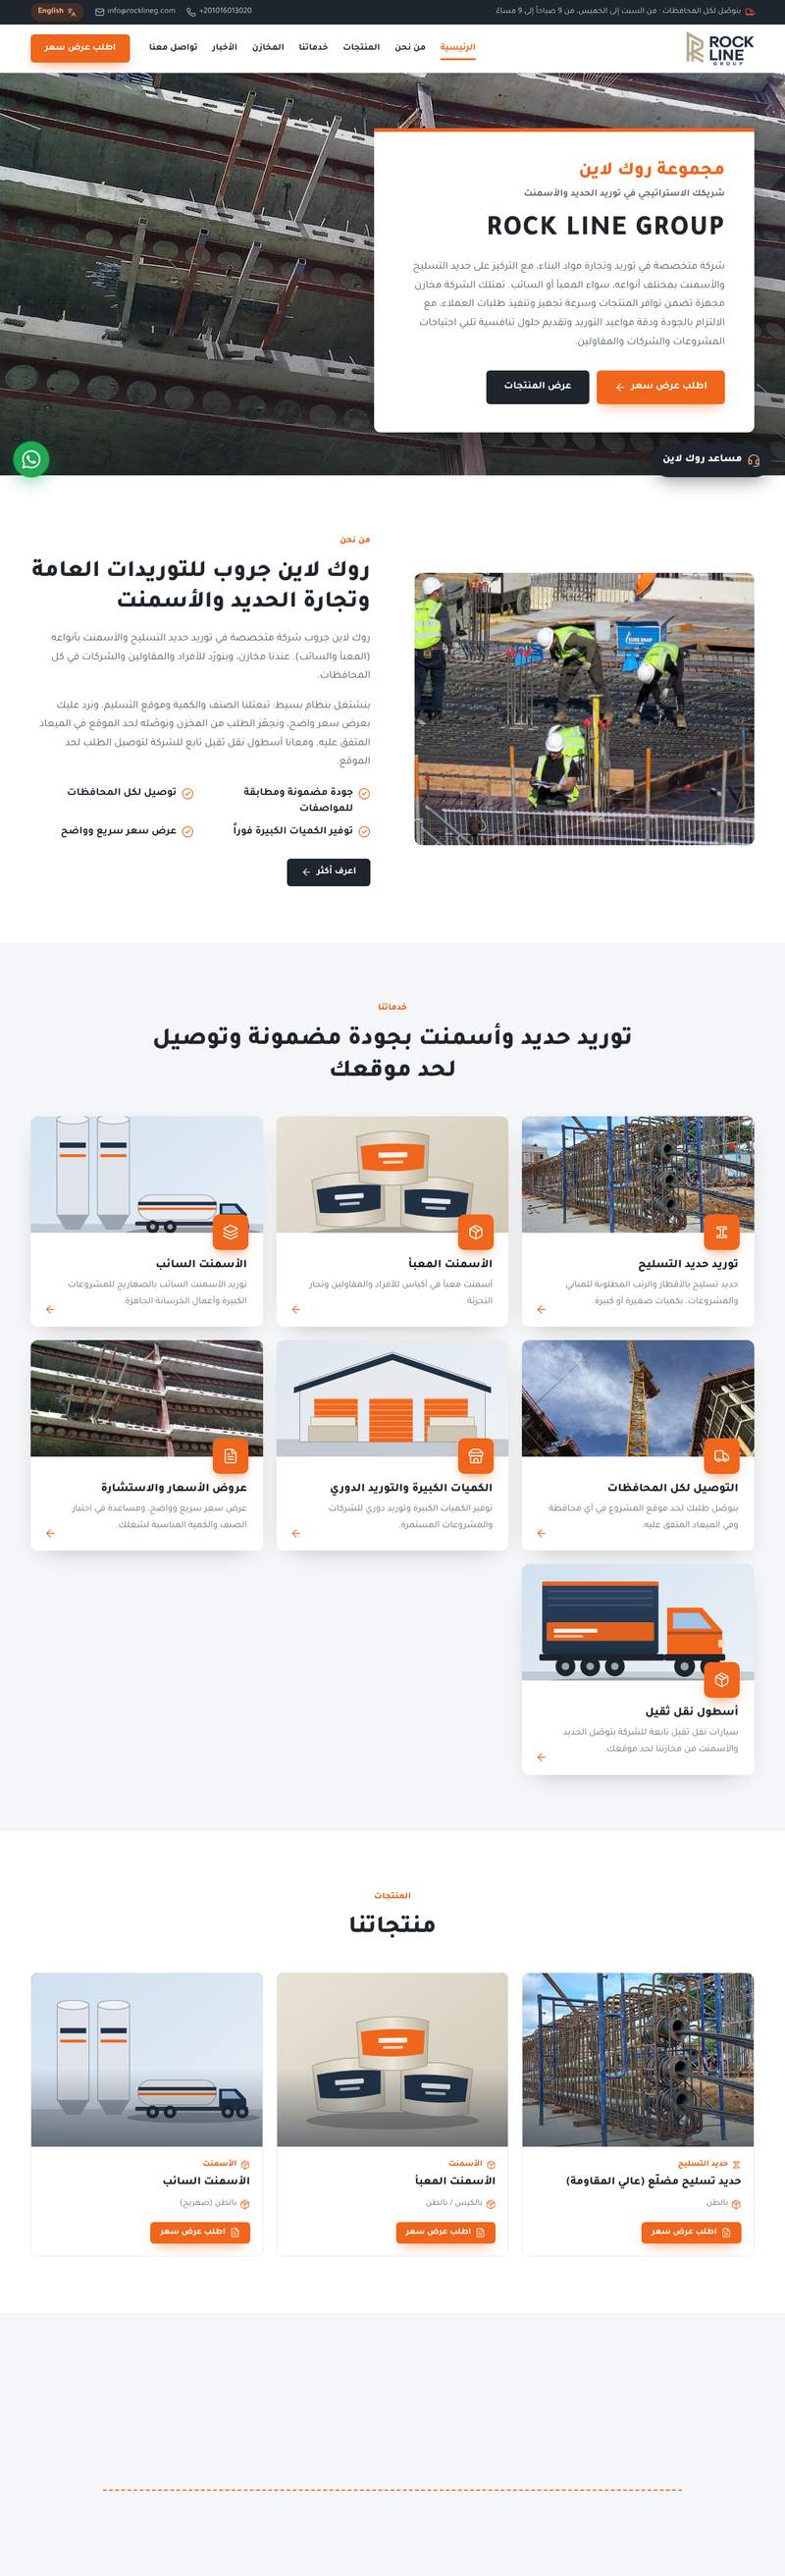 بنوصّل لكل المحافظات · من السبت إلى الخميس، من 9 صباحاً إلى 9 مساءً
+201016013020
info@rocklineg.com
English
ROCK
LINE
GROUP
الرئيسية
من نحن
المنتجات
خدماتنا
المخازن
الأخبار
تواصل معنا
اطلب عرض سعر
مجموعة روك لاين
شريكك الاستراتيجي في توريد الحديد والأسمنت
ROCK LINE GROUP
شركة متخصصة في توريد وتجارة مواد البناء، مع التركيز على حديد التسليح
والأسمنت بمختلف أنواعه، سواء المعبأ أو السائب. تمتلك الشركة مخازن
مجهزة تضمن توافر المنتجات وسرعة تجهيز وتنفيذ طلبات العملاء، مع
الالتزام بالجودة ودقة مواعيد التوريد وتقديم حلول تنافسية تلبي احتياجات
المشروعات والشركات والمقاولين.
اطلب عرض سعر
عرض المنتجات
مساعد روك لاين
من نحن
روك لاين جروب للتوريدات العامة
وتجارة الحديد والأسمنت
روك لاين جروب شركة متخصصة في توريد حديد التسليح والأسمنت بأنواعه
(المعبأ والسائب). عندنا مخازن، وبنورّد للأفراد والمقاولين والشركات في كل
المحافظات.
بنشتغل بنظام بسيط: تبعتلنا الصنف والكمية وموقع التسليم، ونرد عليك
بعرض سعر واضح، ونجهّز الطلب من المخزن ونوصّله لحد الموقع في الميعاد
المتفق عليه. ومعانا أسطول نقل ثقيل تابع للشركة لتوصيل الطلب لحد
الموقع.
جودة مضمونة ومطابقة
للمواصفات
توصيل لكل المحافظات
توفير الكميات الكبيرة فوراً
عرض سعر سريع وواضح
اعرف أكثر
خدماتنا
توريد حديد وأسمنت بجودة مضمونة وتوصيل
لحد موقعك
توريد حديد التسليح
حديد تسليح بالأقطار والرتب المطلوبة للمباني
والمشروعات، بكميات صغيرة أو كبيرة.
الأسمنت المعبأ
أسمنت معبأ في أكياس للأفراد والمقاولين وتجار
التجزئة.
الأسمنت السائب
توريد الأسمنت السائب بالصهاريج للمشروعات
الكبيرة وأعمال الخرسانة الجاهزة.
التوصيل لكل المحافظات
بنوصّل طلبك لحد موقع المشروع في أي محافظة
وفي الميعاد المتفق عليه.
الكميات الكبيرة والتوريد الدوري
توفير الكميات الكبيرة وتوريد دوري للشركات
والمشروعات المستمرة.
عروض الأسعار والاستشارة
عرض سعر سريع وواضح، ومساعدة في اختيار
الصنف والكمية المناسبة لشغلك.
أسطول نقل ثقيل
سيارات نقل ثقيل تابعة للشركة بتوصّل الحديد
والأسمنت من مخازننا لحد موقعك.
المنتجات
منتجاتنا
حديد التسليح
حديد تسليح مضلّع (عالي المقاومة)
بالطن
اطلب عرض سعر
الأسمنت
الأسمنت المعبأ
بالكيس / بالطن
اطلب عرض سعر
الأسمنت
الأسمنت السائب
بالطن (صهريج)
اطلب عرض سعر